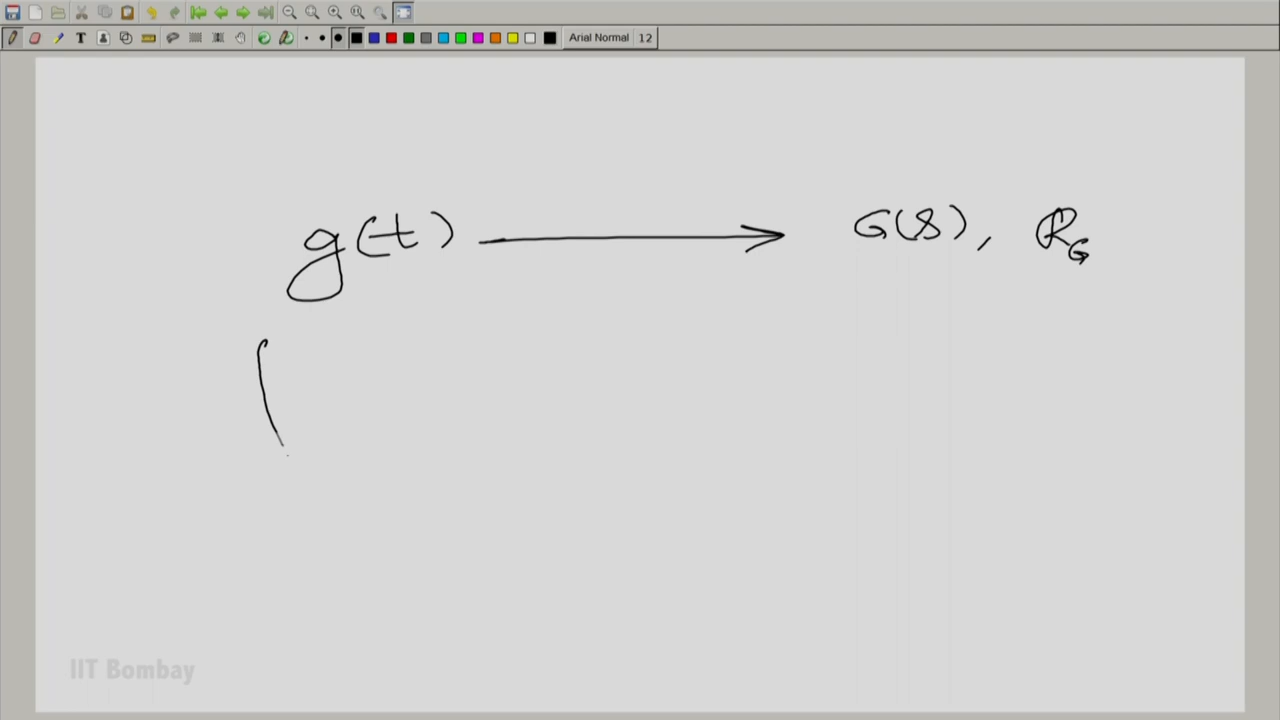 Arial Normal 12
g(t) ⟶ G(s), R_G
(
IIT Bombay